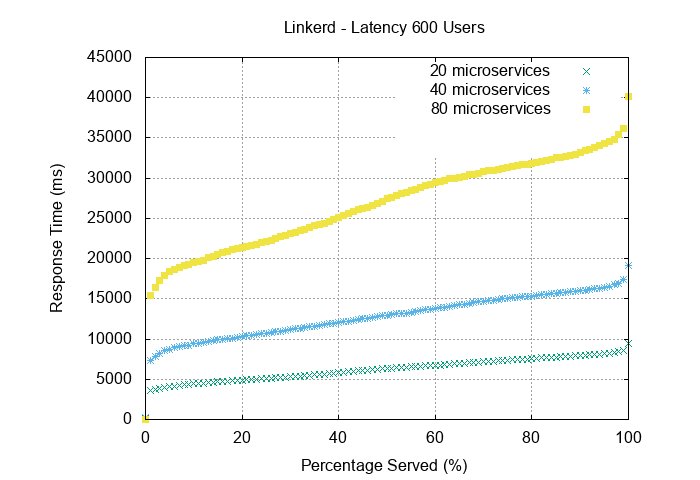 Linkerd - Latency 600 Users
45000
40000
35000
30000
25000
20000
15000
10000
5000
0
Response Time (ms)
20 microservices
40 microservices
80 microservices
0 20 40 60 80 100
Percentage Served (%)